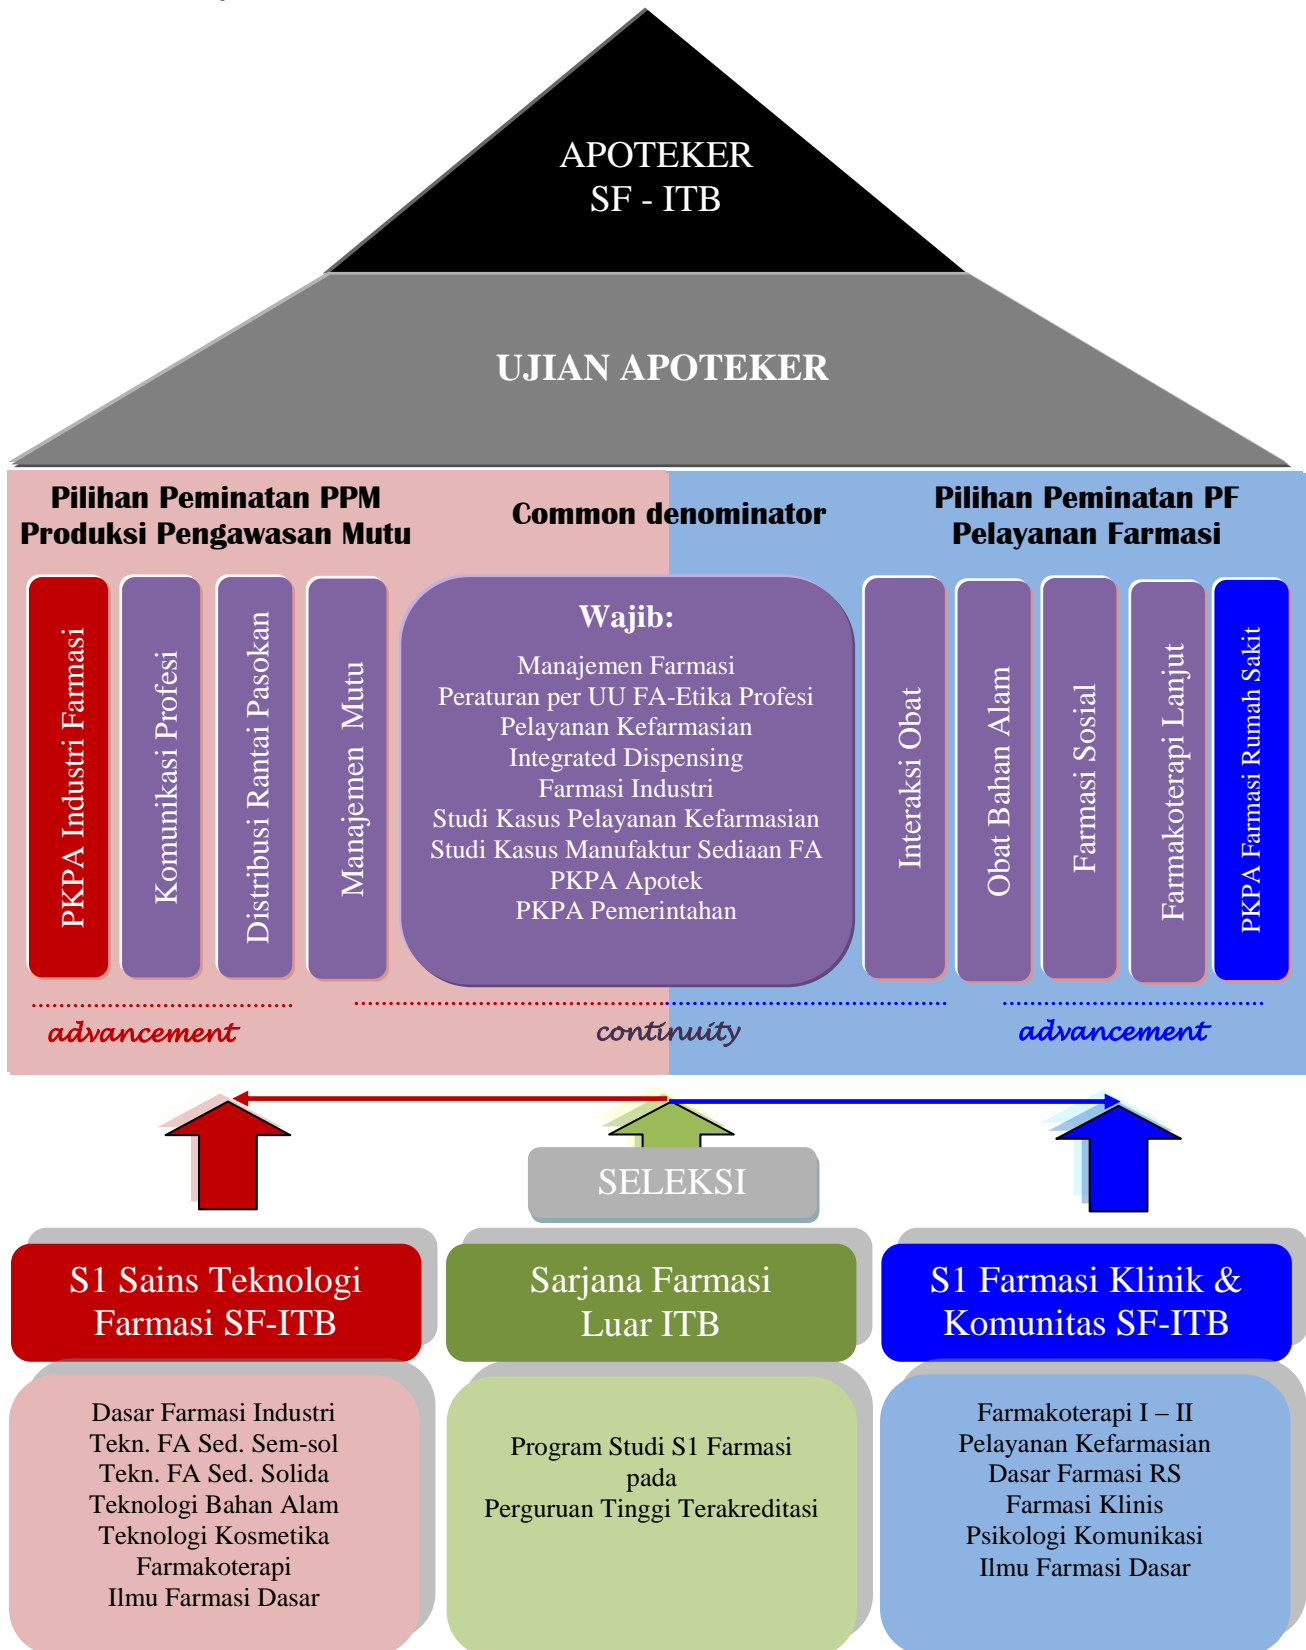 APOTEKER
SF - ITB
UJIAN APOTEKER
Pilihan Peminatan PPM
Produksi Pengawasan Mutu
Common denominator
Pilihan Peminatan PF
Pelayanan Farmasi
PKPA Industri Farmasi
Komunikasi Profesi
Distribusi Rantai Pasokan
Manajemen Mutu
Wajib:
Manajemen Farmasi
Peraturan per UU FA-Etika Profesi
Pelayanan Kefarmasian
Integrated Dispensing
Farmasi Industri
Studi Kasus Pelayanan Kefarmasian
Studi Kasus Manufaktur Sediaan FA
PKPA Apotek
PKPA Pemerintahan
Interaksi Obat
Obat Bahan Alam
Farmasi Sosial
Farmakoterapi Lanjut
PKPA Farmasi Rumah Sakit
advancement
continuity
advancement
SELEKSI
S1 Sains Teknologi
Farmasi SF-ITB
Sarjana Farmasi
Luar ITB
S1 Farmasi Klinik &
Komunitas SF-ITB
Dasar Farmasi Industri
Tekn. FA Sed. Sem-sol
Tekn. FA Sed. Solida
Teknologi Bahan Alam
Teknologi Kosmetika
Farmakoterapi
Ilmu Farmasi Dasar
Program Studi S1 Farmasi
pada
Perguruan Tinggi Terakreditasi
Farmakoterapi I – II
Pelayanan Kefarmasian
Dasar Farmasi RS
Farmasi Klinis
Psikologi Komunikasi
Ilmu Farmasi Dasar